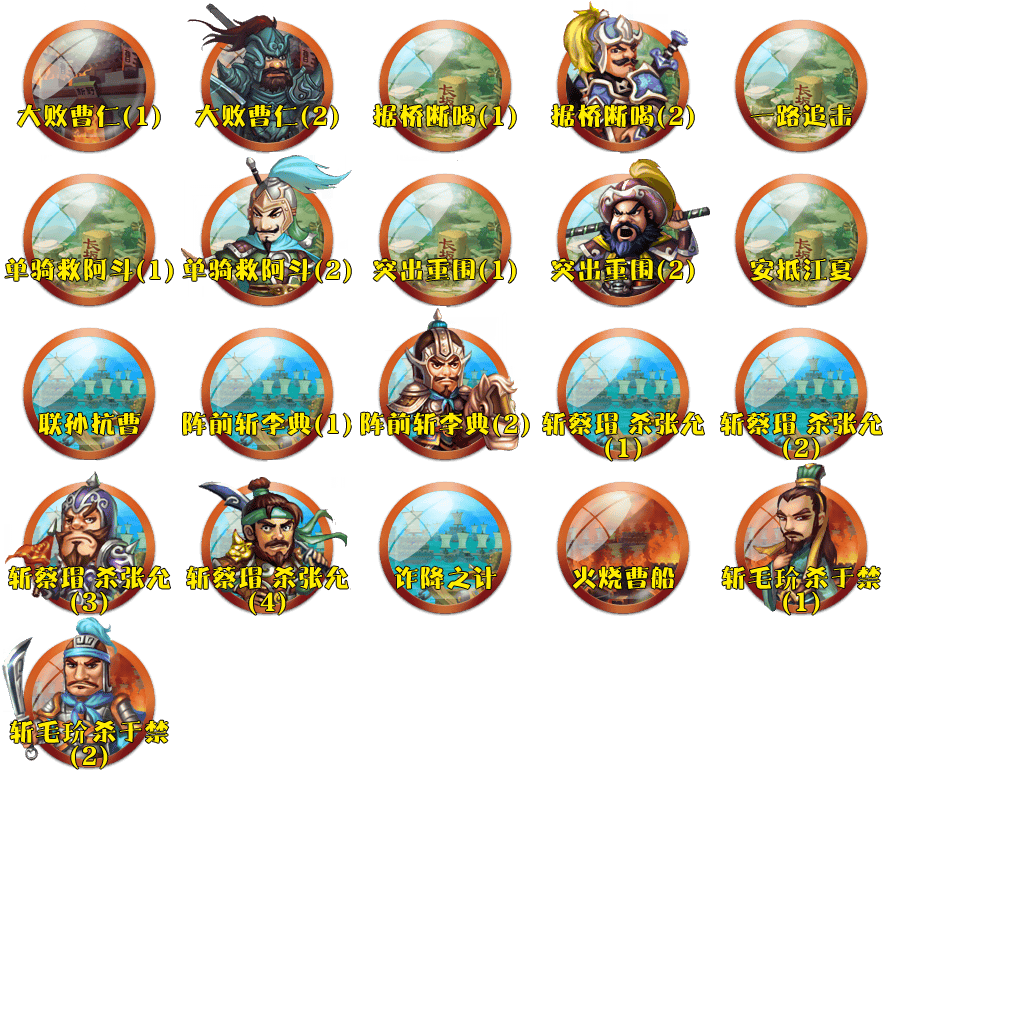 大败曹仁(1)
大败曹仁(2)
据桥断喝(1)
据桥断喝(2)
一路追击
单骑救阿斗(1)
单骑救阿斗(2)
突出重围(1)
突出重围(2)
安抵江夏
联孙抗曹
阵前斩李典(1)
阵前斩李典(2)
斩蔡瑁 杀张允
(1)
斩蔡瑁 杀张允
(2)
斩蔡瑁 杀张允
(3)
斩蔡瑁 杀张允
(4)
诈降之计
火烧曹船
斩毛玠 杀于禁
(1)
斩毛玠 杀于禁
(2)